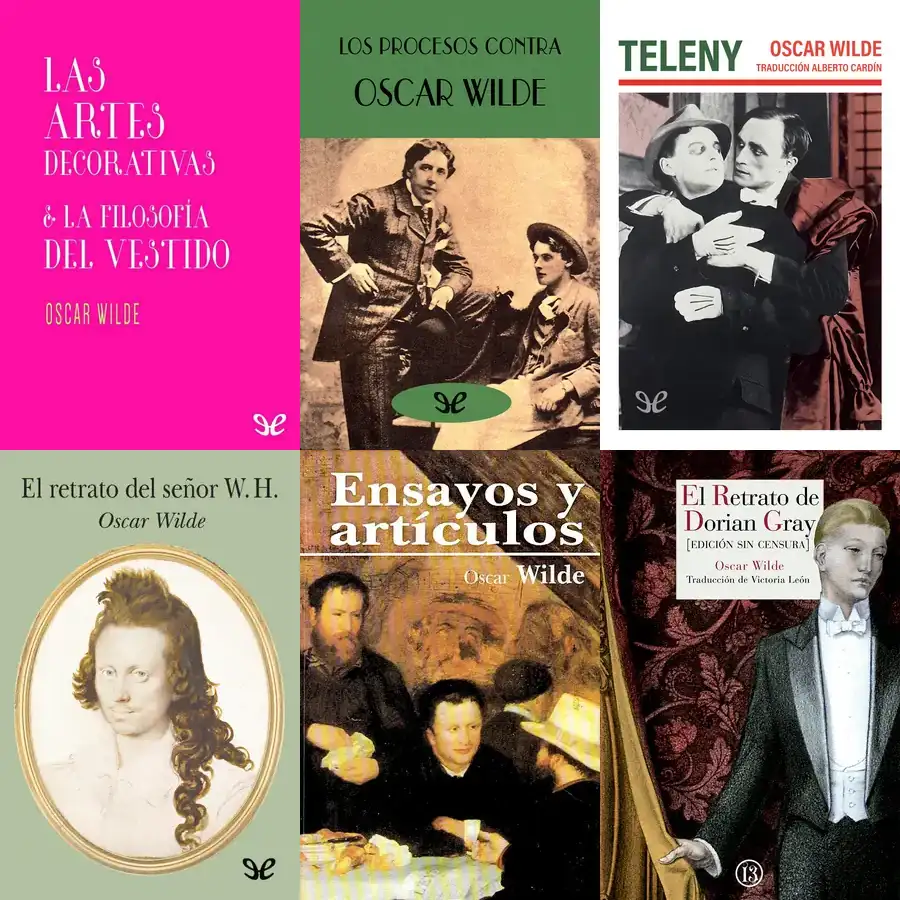 LAS
ARTES
DECORATIVAS
& LA FILOSOFÍA
DEL VESTIDO
OSCAR WILDE
LOS PROCESOS CONTRA
OSCAR WILDE
TELENY
OSCAR WILDE
TRADUCCIÓN ALBERTO CARDÍN
El retrato del señor W. H.
Oscar Wilde
Ensayos y
artículos
Oscar Wilde
El Retrato de
Dorian Gray
[EDICIÓN SIN CENSURA]
Oscar Wilde
Traducción de Victoria León
13